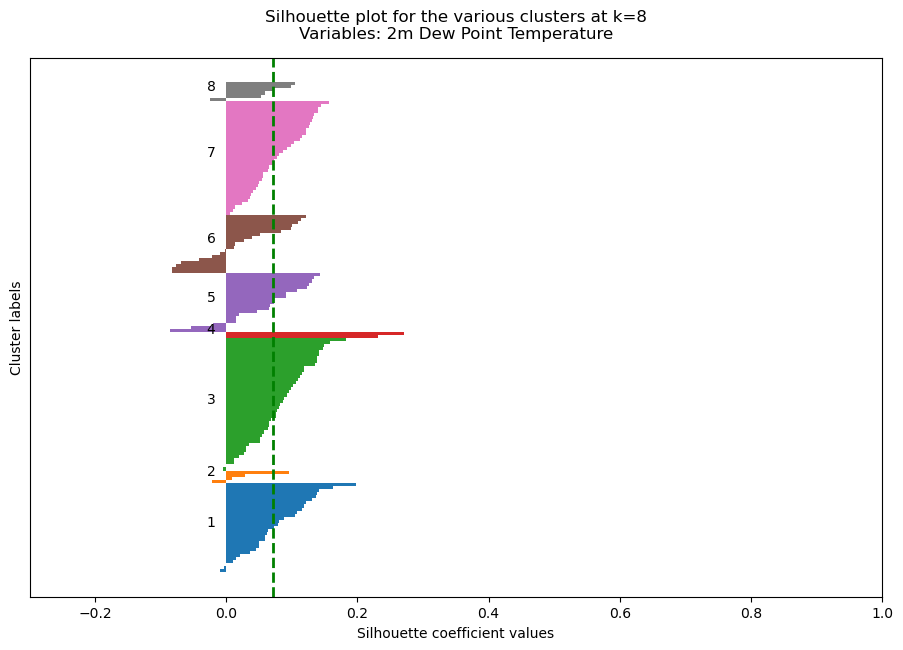 Silhouette plot for the various clusters at k=8
Variables: 2m Dew Point Temperature
8
7
6
5
4
3
2
1
Cluster labels
−0.2 0.0 0.2 0.4 0.6 0.8 1.0
Silhouette coefficient values